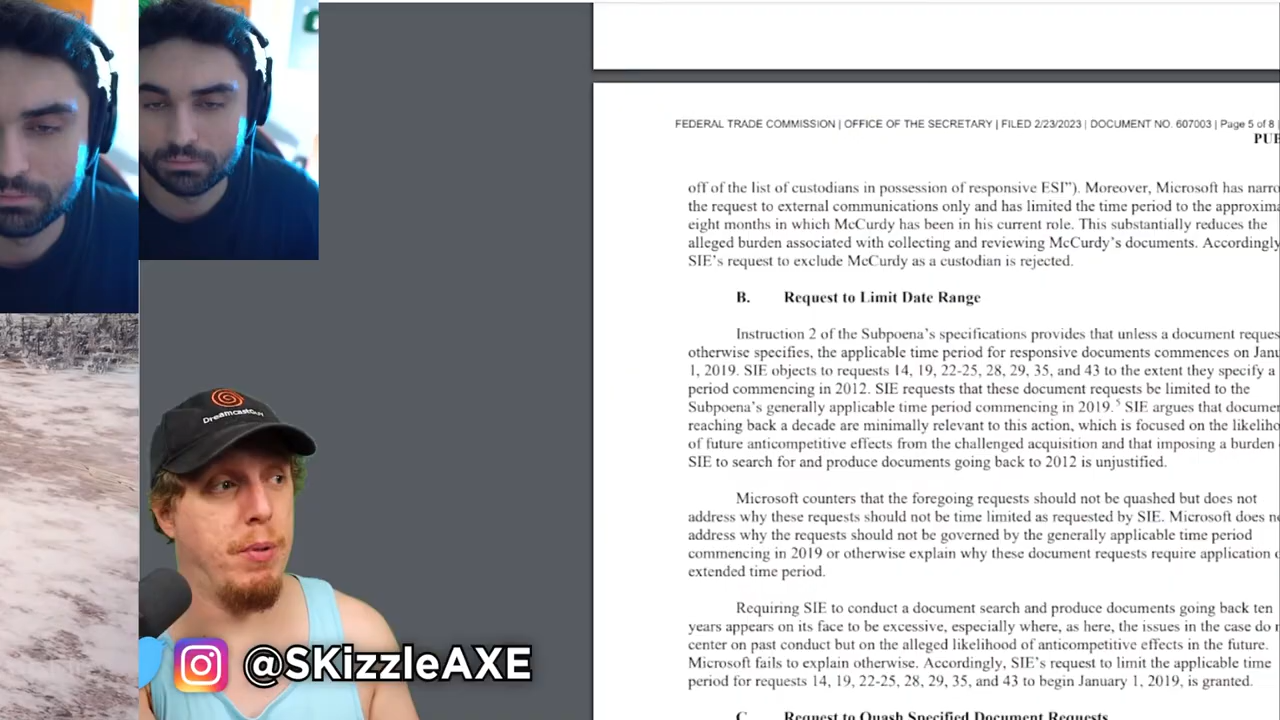 FEDERAL TRADE COMMISSION | OFFICE OF THE SECRETARY | FILED 2/23/2023 | DOCUMENT NO. 607003 | Page 5 of 8
off of the list of custodians in possession of responsive ESI"). Moreover, Microsoft has
the request to external communications only and has limited the time period to the
eight months in which McCurdy has been in his current role. This substantially reduces the
alleged burden associated with collecting and reviewing McCurdy's documents. Accordingly
SIE's request to exclude McCurdy as a custodian is rejected.
B. Request to Limit Date Range
Instruction 2 of the Subpoena's specifications provides that unless a document
otherwise specifies, the applicable time period for responsive documents commences on
1, 2019. SIE objects to requests 14, 19, 22-25, 28, 29, 35, and 43 to the extent they specify a
period commencing in 2012. SIE requests that these document requests be limited to the
Subpoena's generally applicable time period commencing in 2019.5 SIE argues that
reaching back a decade are minimally relevant to this action, which is focused on the
of future anticompetitive effects from the challenged acquisition and that imposing a burden
SIE to search for and produce documents going back to 2012 is unjustified.
Microsoft counters that the foregoing requests should not be quashed but does not
address why these requests should not be time limited as requested by SIE. Microsoft does
address why the requests should not be governed by the generally applicable time period
commencing in 2019 or otherwise explain why these document requests require application
extended time period.
Requiring SIE to conduct a document search and produce documents going back ten
years appears on its face to be excessive, especially where, as here, the issues in the case do
center on past conduct but on the alleged likelihood of anticompetitive effects in the future.
Microsoft fails to explain otherwise. Accordingly, SIE's request to limit the applicable time
period for requests 14, 19, 22-25, 28, 29, 35, and 43 to begin January 1, 2019, is granted.
C Request to Quash Specified Document Requests
DreamcastGuy
@SKizzleAXE